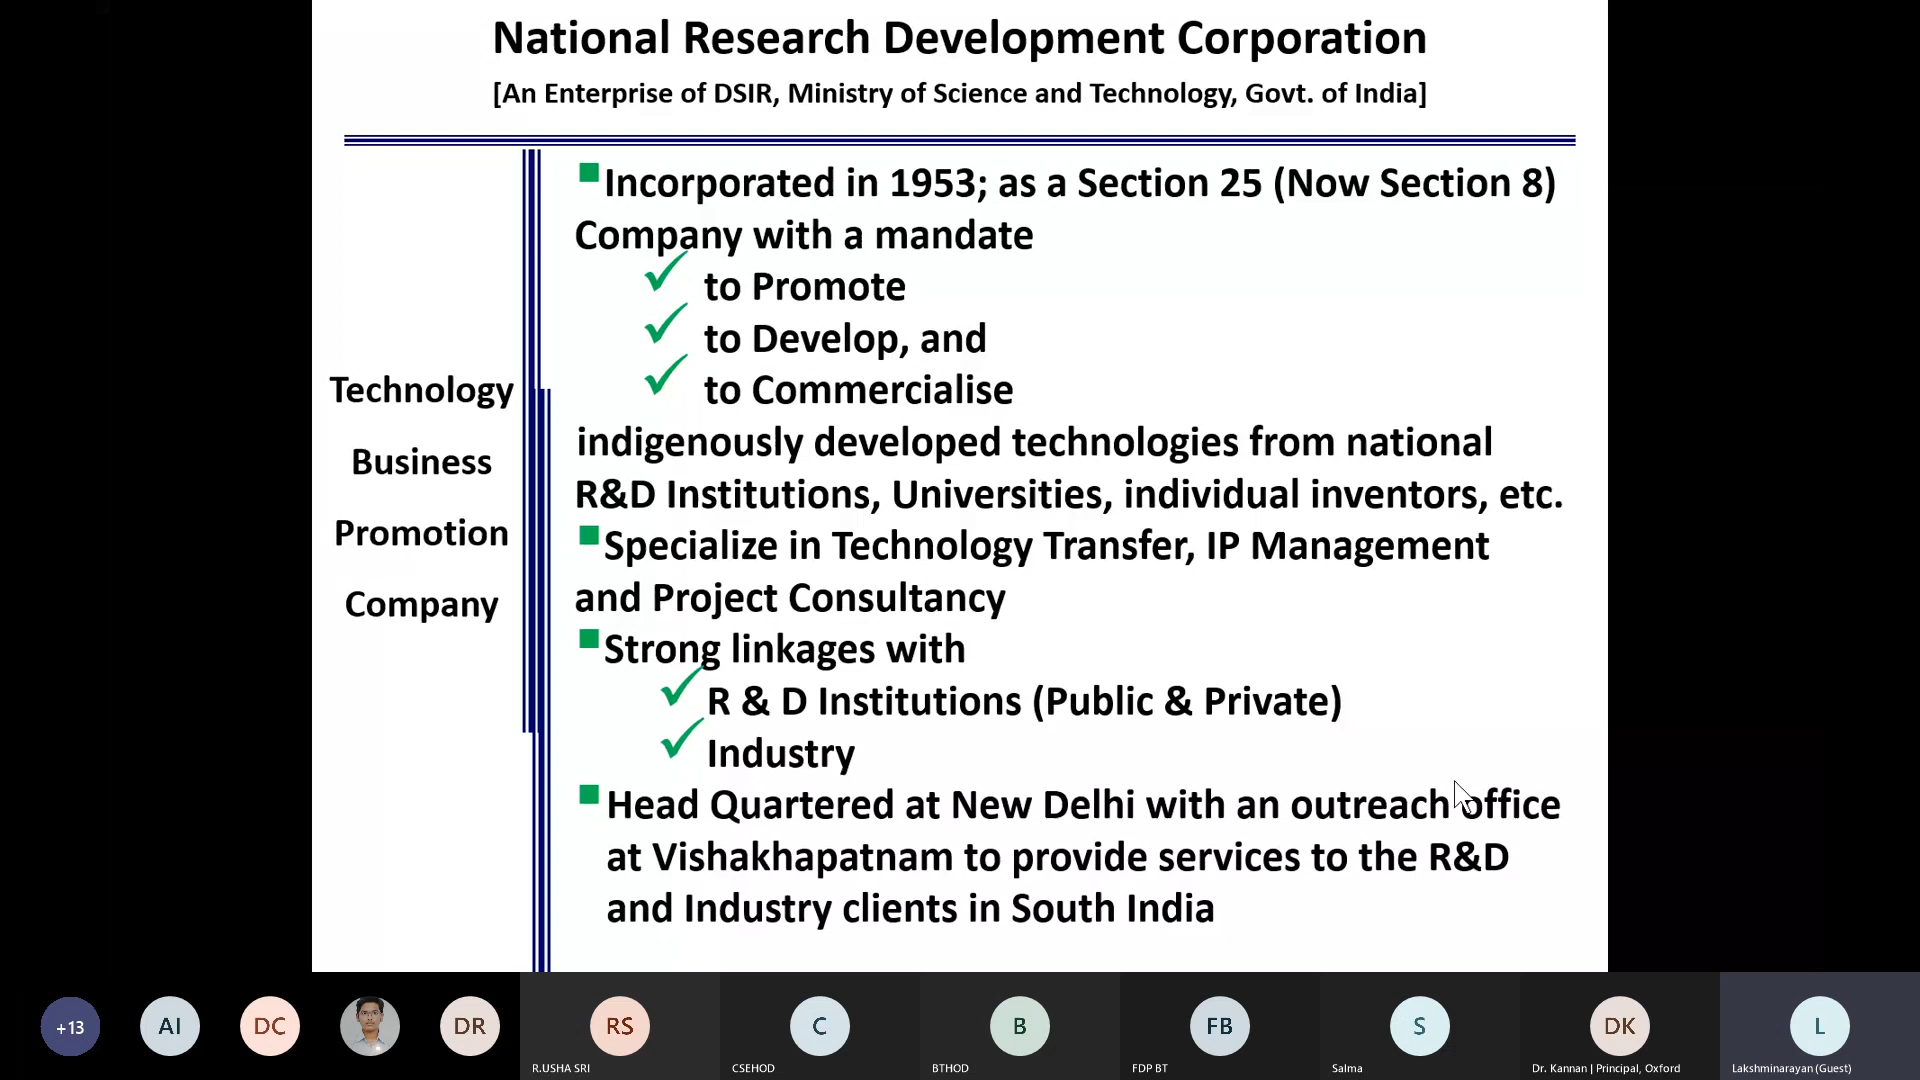 National Research Development Corporation
[An Enterprise of DSIR, Ministry of Science and Technology, Govt. of India]
Technology
Business
Promotion
Company
Incorporated in 1953; as a Section 25 (Now Section 8)
Company with a mandate
to Promote
to Develop, and
to Commercialise
indigenously developed technologies from national
R&D Institutions, Universities, individual inventors, etc.
Specialize in Technology Transfer, IP Management
and Project Consultancy
Strong linkages with
R & D Institutions (Public & Private)
Industry
Head Quartered at New Delhi with an outreach office
at Vishakhapatnam to provide services to the R&D
and Industry clients in South India
+13
AI
DC
DR
RS
R.USHA SRI
C
CSEHOD
B
BTHOD
FB
FDP BT
S
Salma
DK
Dr. Kannan | Principal, Oxford
L
Lakshminarayan (Guest)